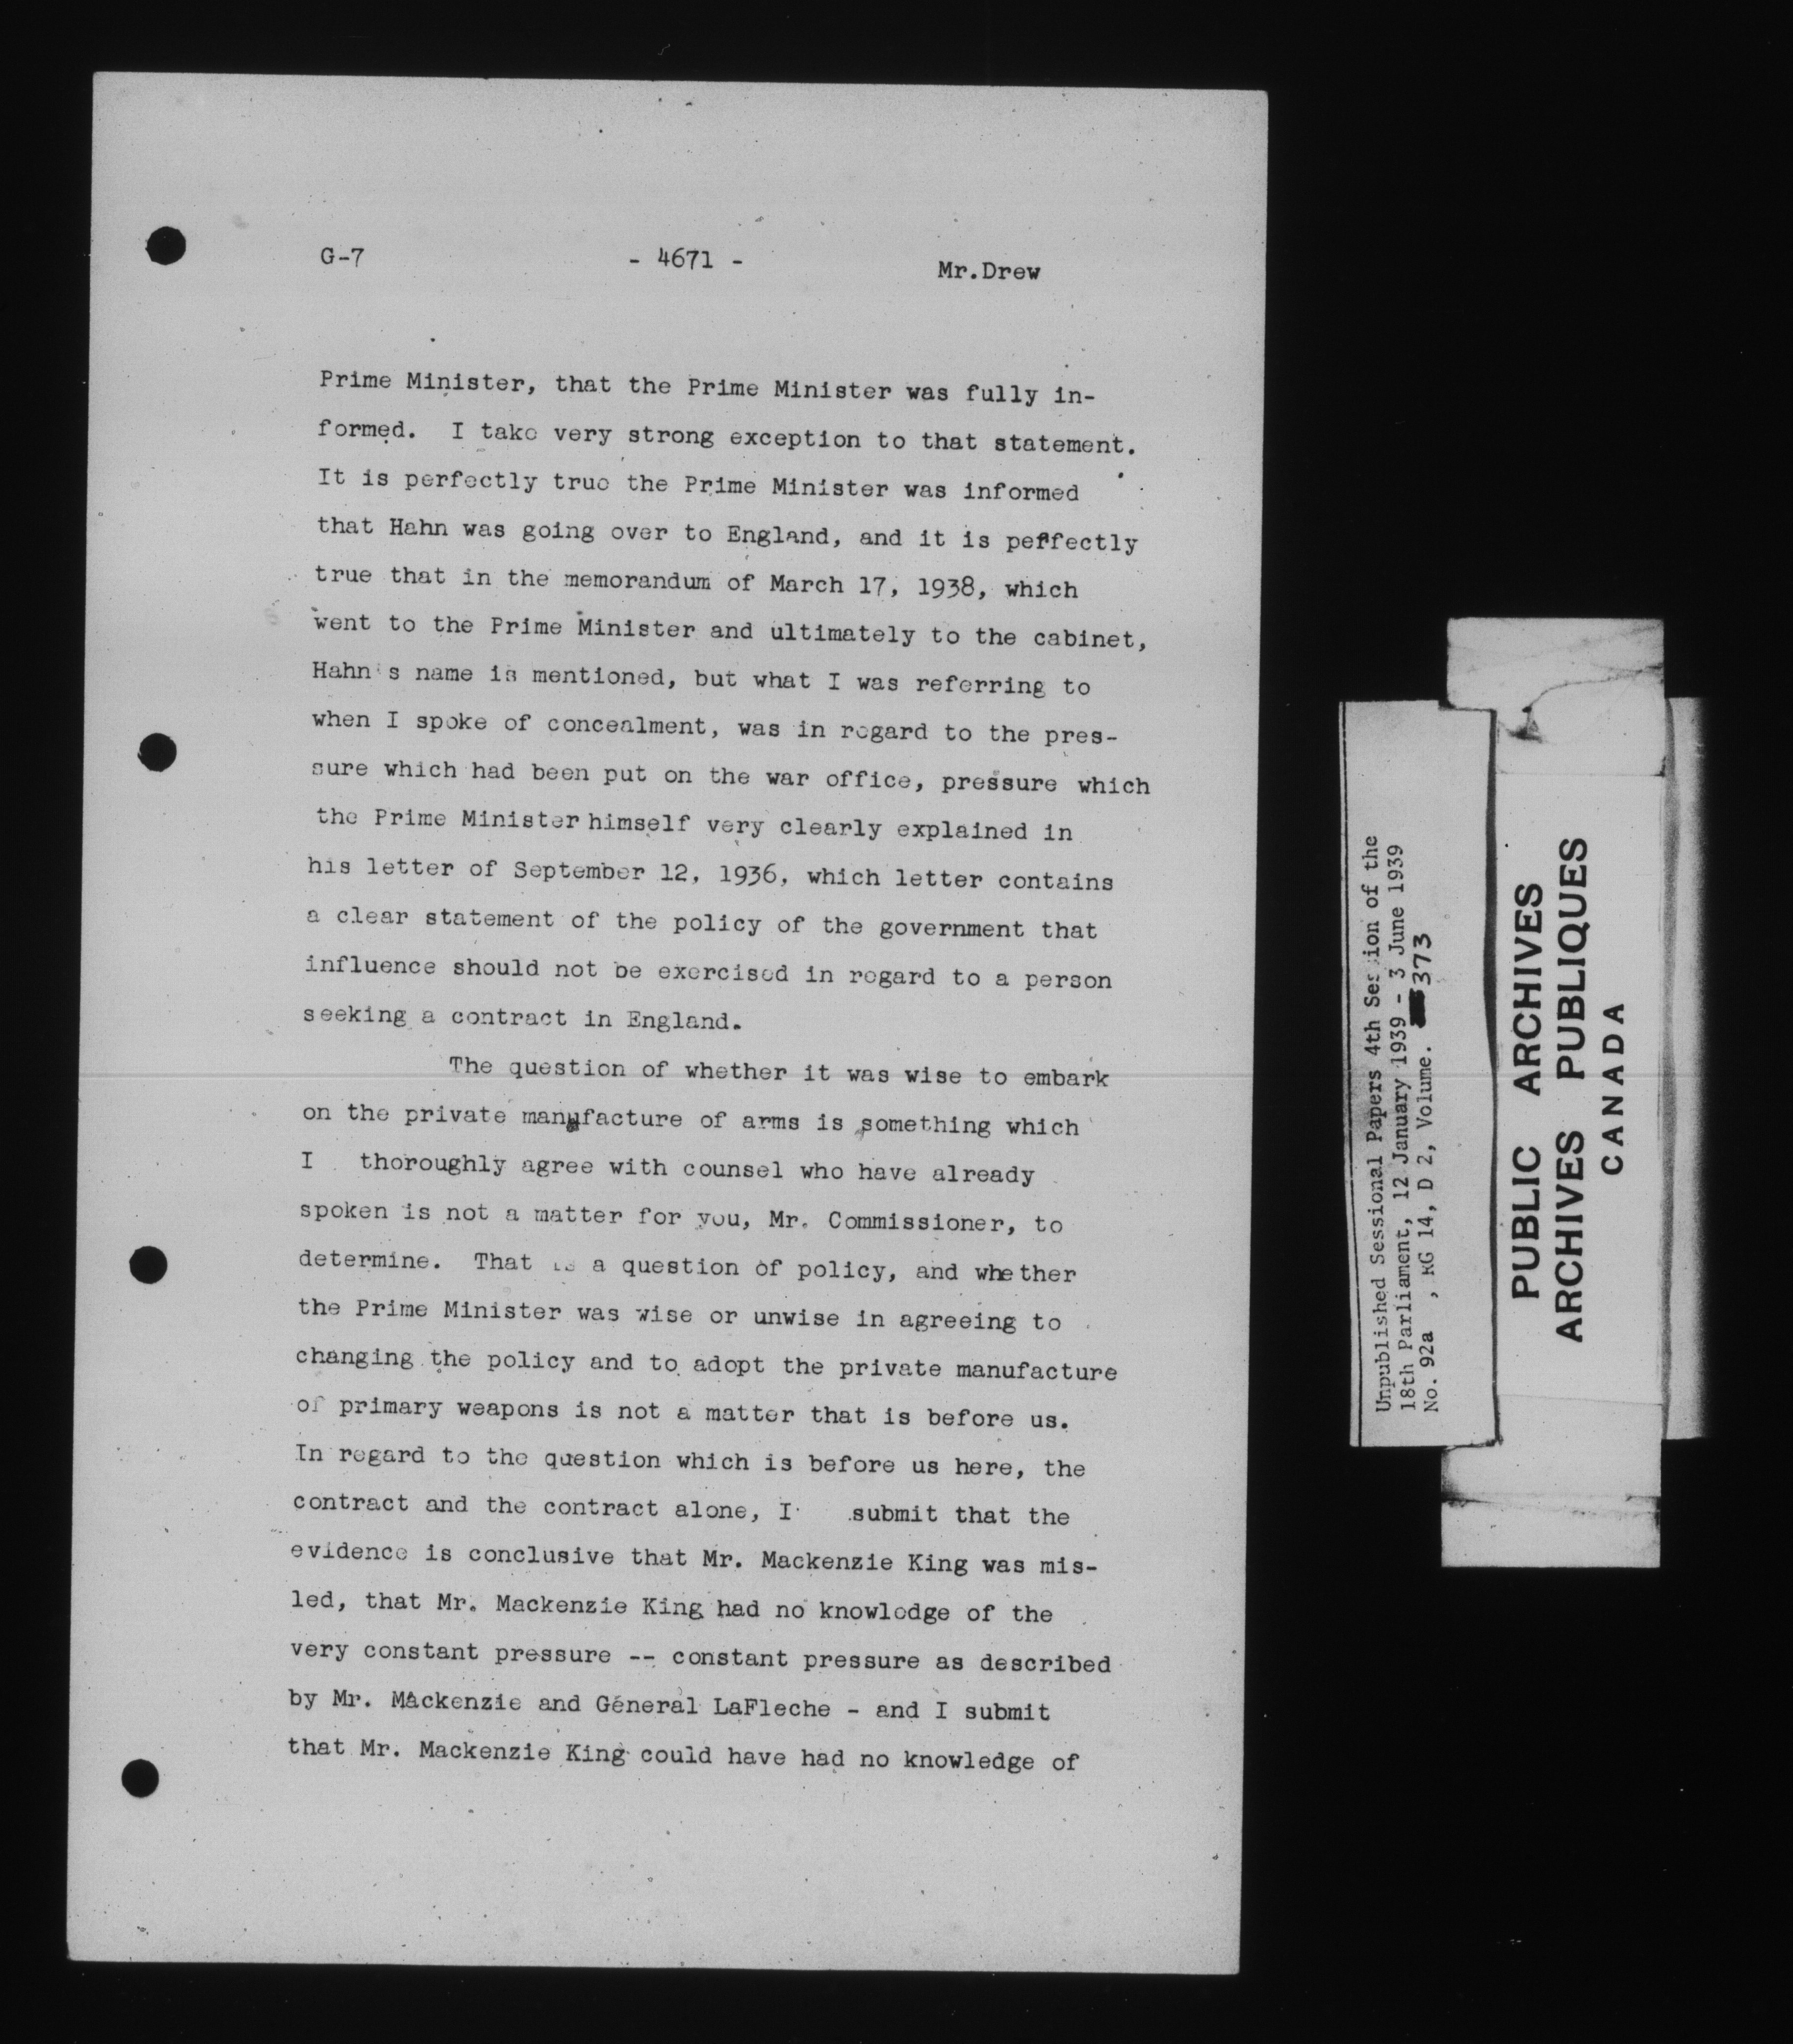 G-7 - 4671 - Mr.Drew
Prime Minister, that the Prime Minister was fully in-
formed. I take very strong exception to that statement.
It is perfectly true the Prime Minister was informed
that Hahn was going over to England, and it is perfectly
true that in the memorandum of March 17, 1938, which
went to the Prime Minister and ultimately to the cabinet,
Hahn's name is mentioned, but what I was referring to
when I spoke of concealment, was in regard to the pres-
sure which had been put on the war office, pressure which
the Prime Minister himself very clearly explained in
his letter of September 12, 1936, which letter contains
a clear statement of the policy of the government that
influence should not be exercised in regard to a person
seeking a contract in England.
The question of whether it was wise to embark
on the private manufacture of arms is something which
I thoroughly agree with counsel who have already
spoken is not a matter for you, Mr. Commissioner, to
determine. That is a question of policy, and whether
the Prime Minister was wise or unwise in agreeing to
changing the policy and to adopt the private manufacture
of primary weapons is not a matter that is before us.
In regard to the question which is before us here, the
contract and the contract alone, I submit that the
evidence is conclusive that Mr. Mackenzie King was mis-
led, that Mr. Mackenzie King had no knowledge of the
very constant pressure -- constant pressure as described
by Mr. Mackenzie and General LaFleche - and I submit
that Mr. Mackenzie King could have had no knowledge of
Unpublished Sessional Papers 4th Session of the
18th Parliament, 12 January 1939 - 3 June 1939
No. 92a , RG 14, D 2, Volume. 373
PUBLIC ARCHIVES
ARCHIVES PUBLIQUES
CANADA